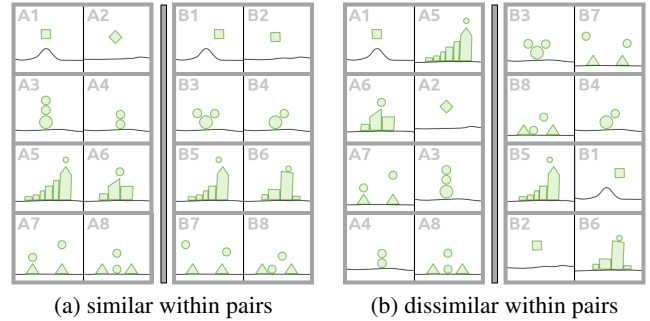 A1 A2 B1 B2
A3 A4 B3 B4
A5 A6 B5 B6
A7 A8 B7 B8
(a) similar within pairs
A1 A5 B3 B7
A6 A2 B8 B4
A7 A3 B5 B1
A4 A8 B2 B6
(b) dissimilar within pairs